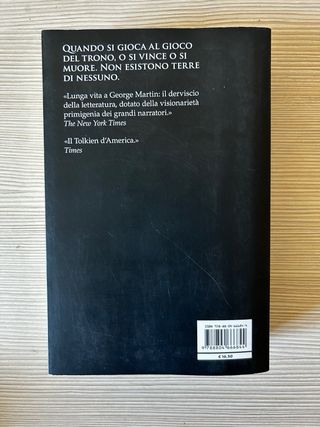 QUANDO SI GIOCA AL GIOCO
DEL TRONO, O SI VINCE O SI
MUORE. NON ESISTONO TERRE
DI NESSUNO.
«Lunga vita a George Martin: il derviscio
della letteratura, dotato della visionarietà
primigenia dei grandi narratori.»
The New York Times
«Il Tolkien d'America.»
Times
€ 16,50